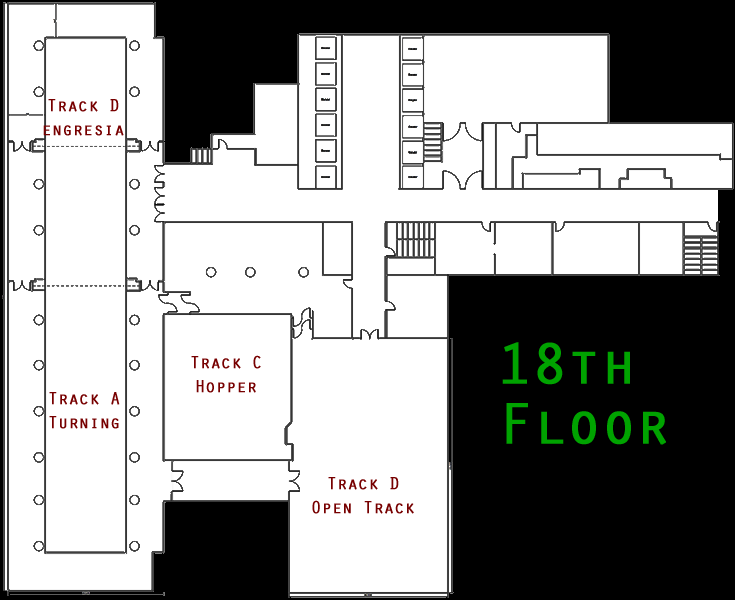 Track D
engresia
Track C
Hopper
Track A
Turning
Track D
Open Track
18th
Floor